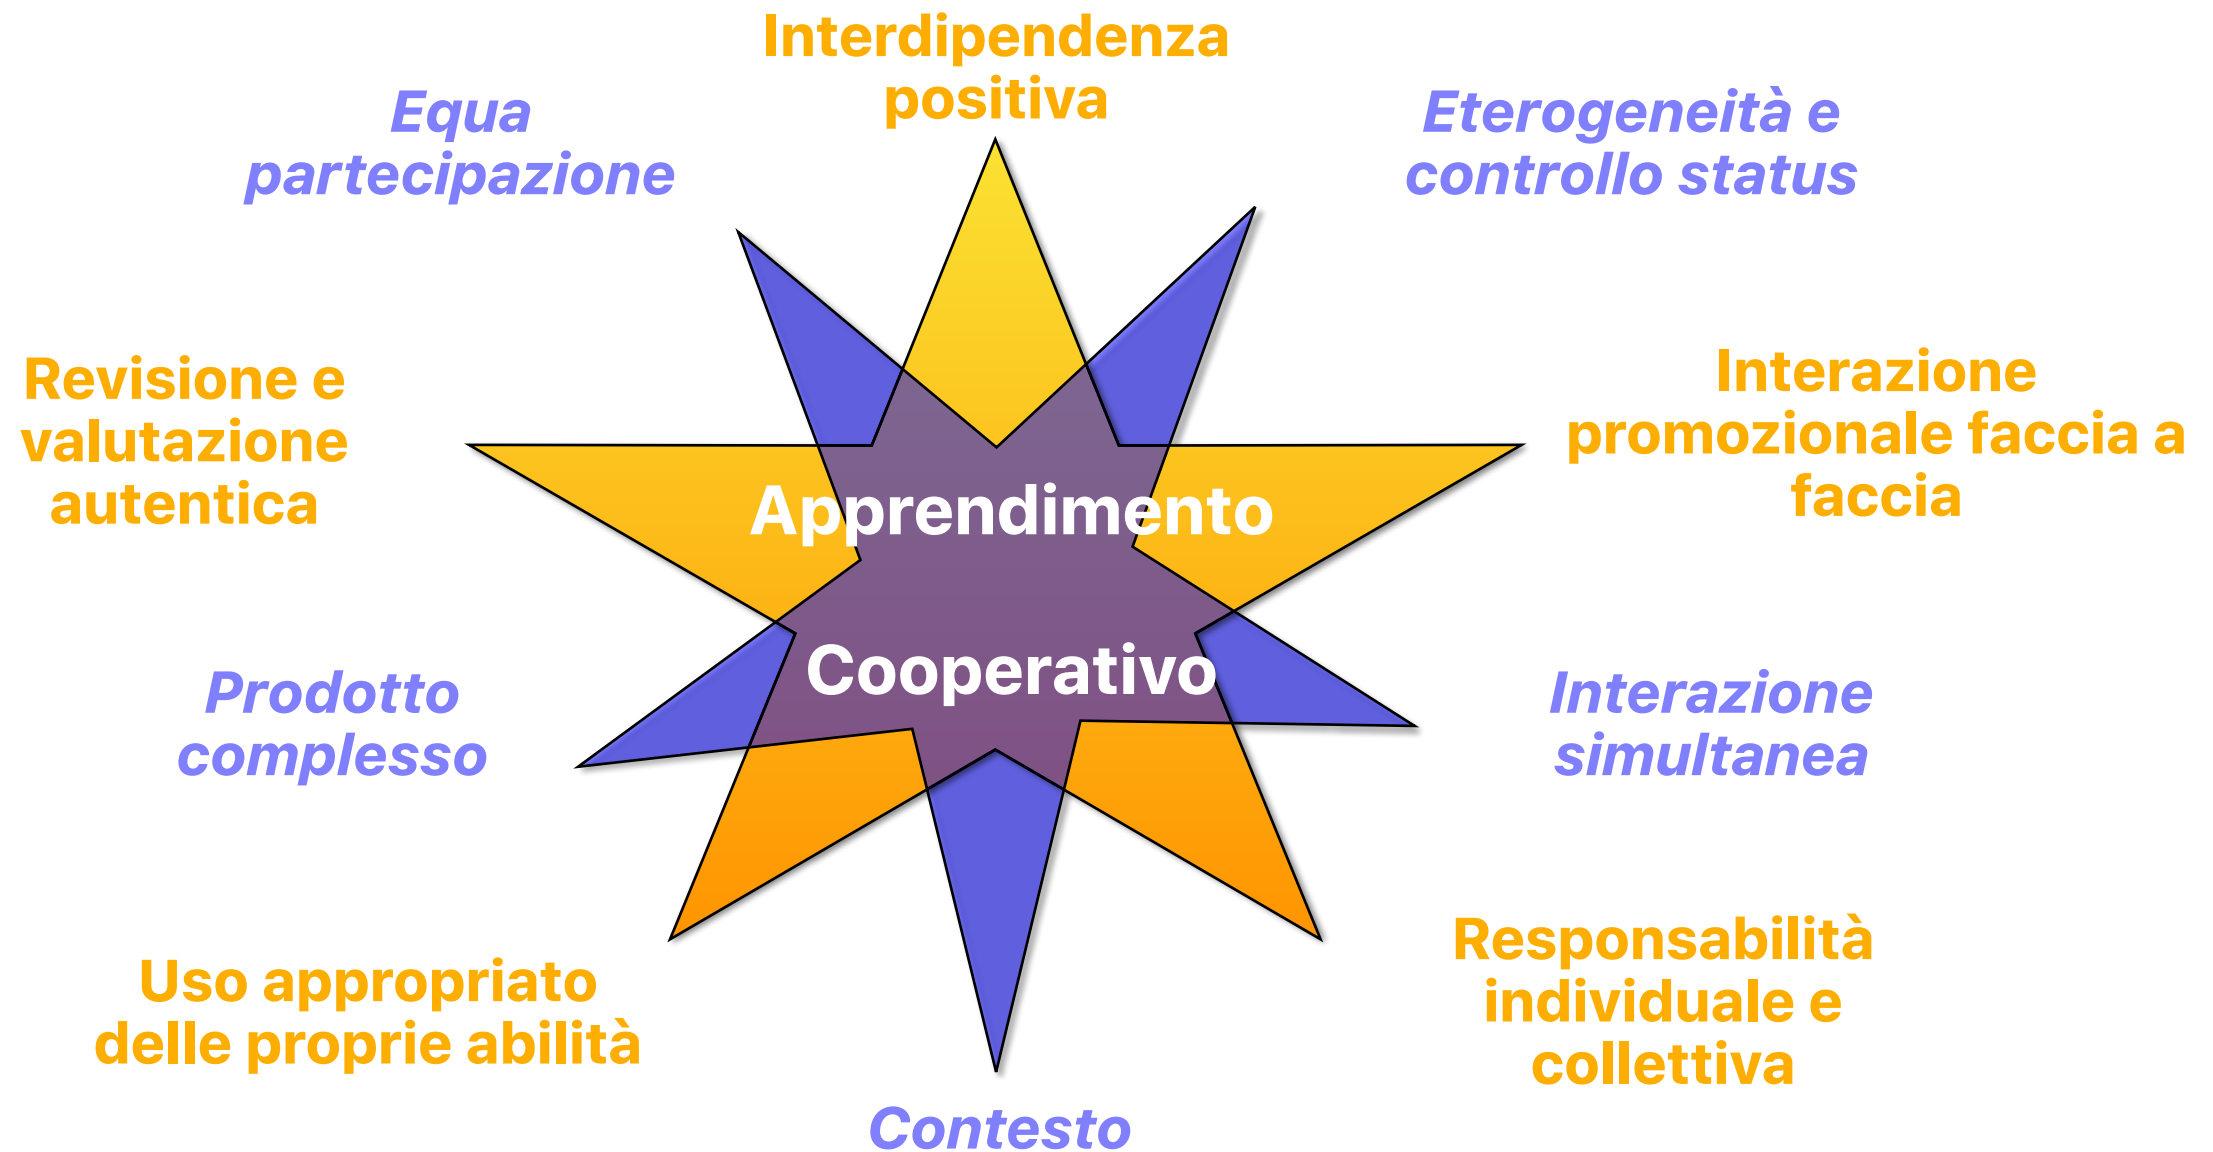 Interdipendenza
positiva
Equa
partecipazione
Eterogeneità e
controllo status
Revisione e
valutazione
autentica
Interazione
promozionale faccia a
faccia
Apprendimento
Cooperativo
Prodotto
complesso
Interazione
simultanea
Uso appropriato
delle proprie abilità
Responsabilità
individuale e
collettiva
Contesto